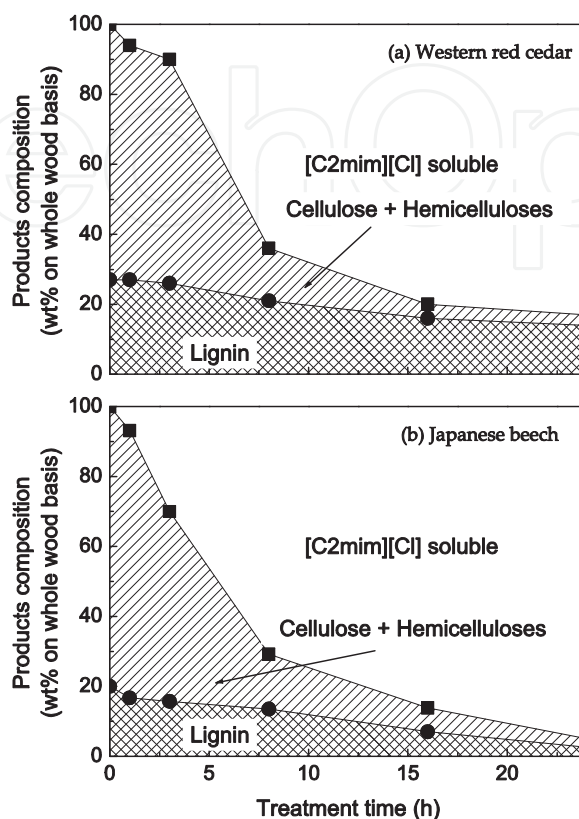 100
80
60
40
20
0
Products composition
(wt% on whole wood basis)
(a) Western red cedar
[C2mim][Cl] soluble
Cellulose + Hemicelluloses
Lignin
100
80
60
40
20
0
Products composition
(wt% on whole wood basis)
(b) Japanese beech
[C2mim][Cl] soluble
Cellulose + Hemicelluloses
Lignin
0 5 10 15 20
Treatment time (h)